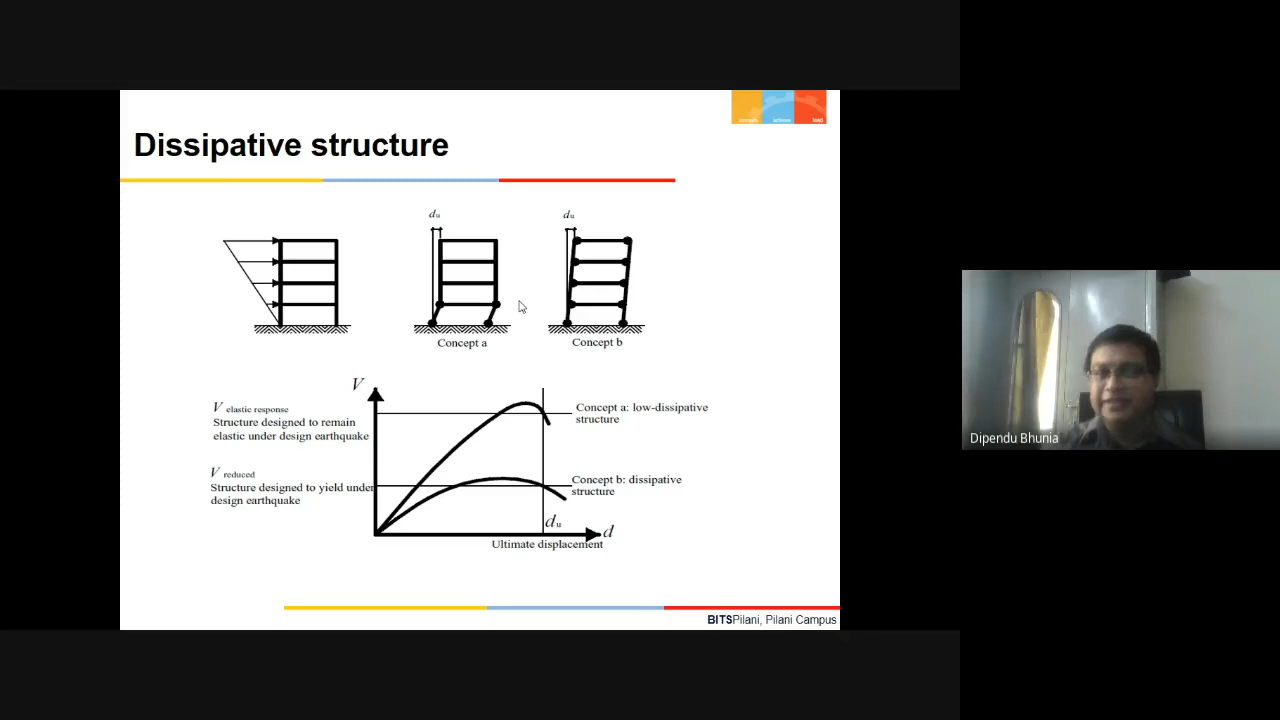 Dissipative structure
du
du
Concept a
Concept b
V
V elastic response
Structure designed to remain
elastic under design earthquake
Concept a: low-dissipative
structure
V reduced
Structure designed to yield under
design earthquake
Concept b: dissipative
structure
du
d
Ultimate displacement
BITSPilani, Pilani Campus
achieve
lead
Dipendu Bhunia